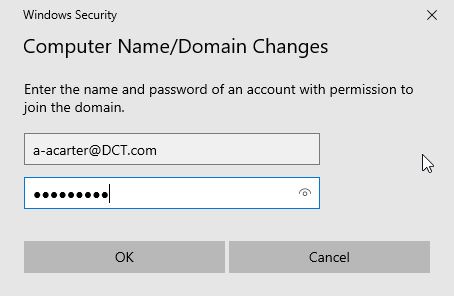 Windows Security
Computer Name/Domain Changes
Enter the name and password of an account with permission to
join the domain.
a-acarter@DCT.com
●●●●●●●●●
OK
Cancel